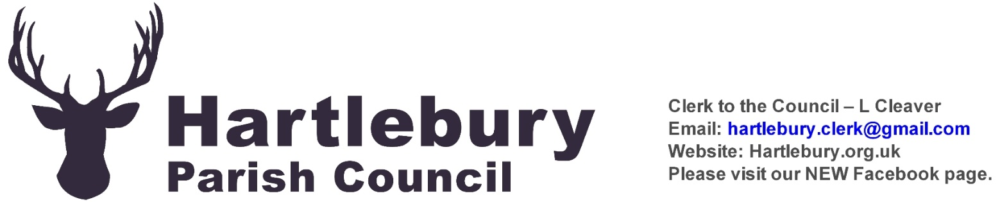 Hartlebury
Parish Council
Clerk to the Council – L Cleaver
Email: hartlebury.clerk@gmail.com
Website: Hartlebury.org.uk
Please visit our NEW Facebook page.